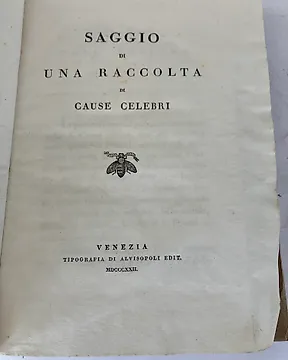 SAGGIO
DI
UNA RACCOLTA
DI
CAUSE CELEBRI
VENEZIA
TIPOGRAFIA DI ALVISOPOLI EDIT.
MDCCCXXII.